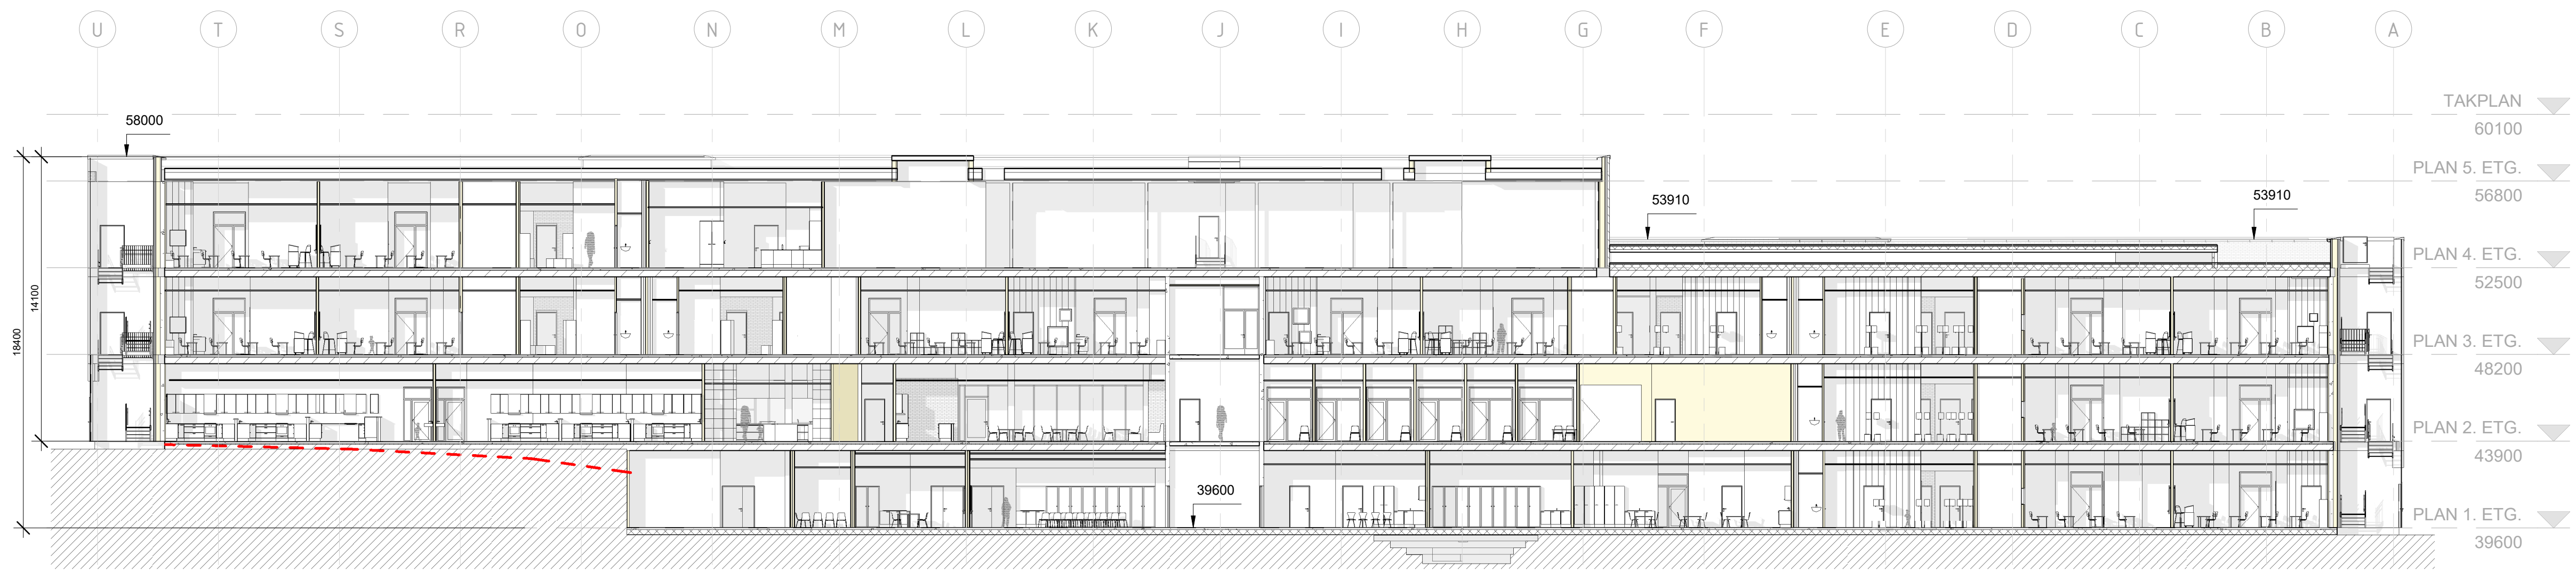 U T S R O N M L K J I H G F E D C B A
TAKPLAN
60100
58000
PLAN 5. ETG.
56800
53910
53910
PLAN 4. ETG.
52500
14100
18400
PLAN 3. ETG.
48200
PLAN 2. ETG.
43900
39600
PLAN 1. ETG.
39600